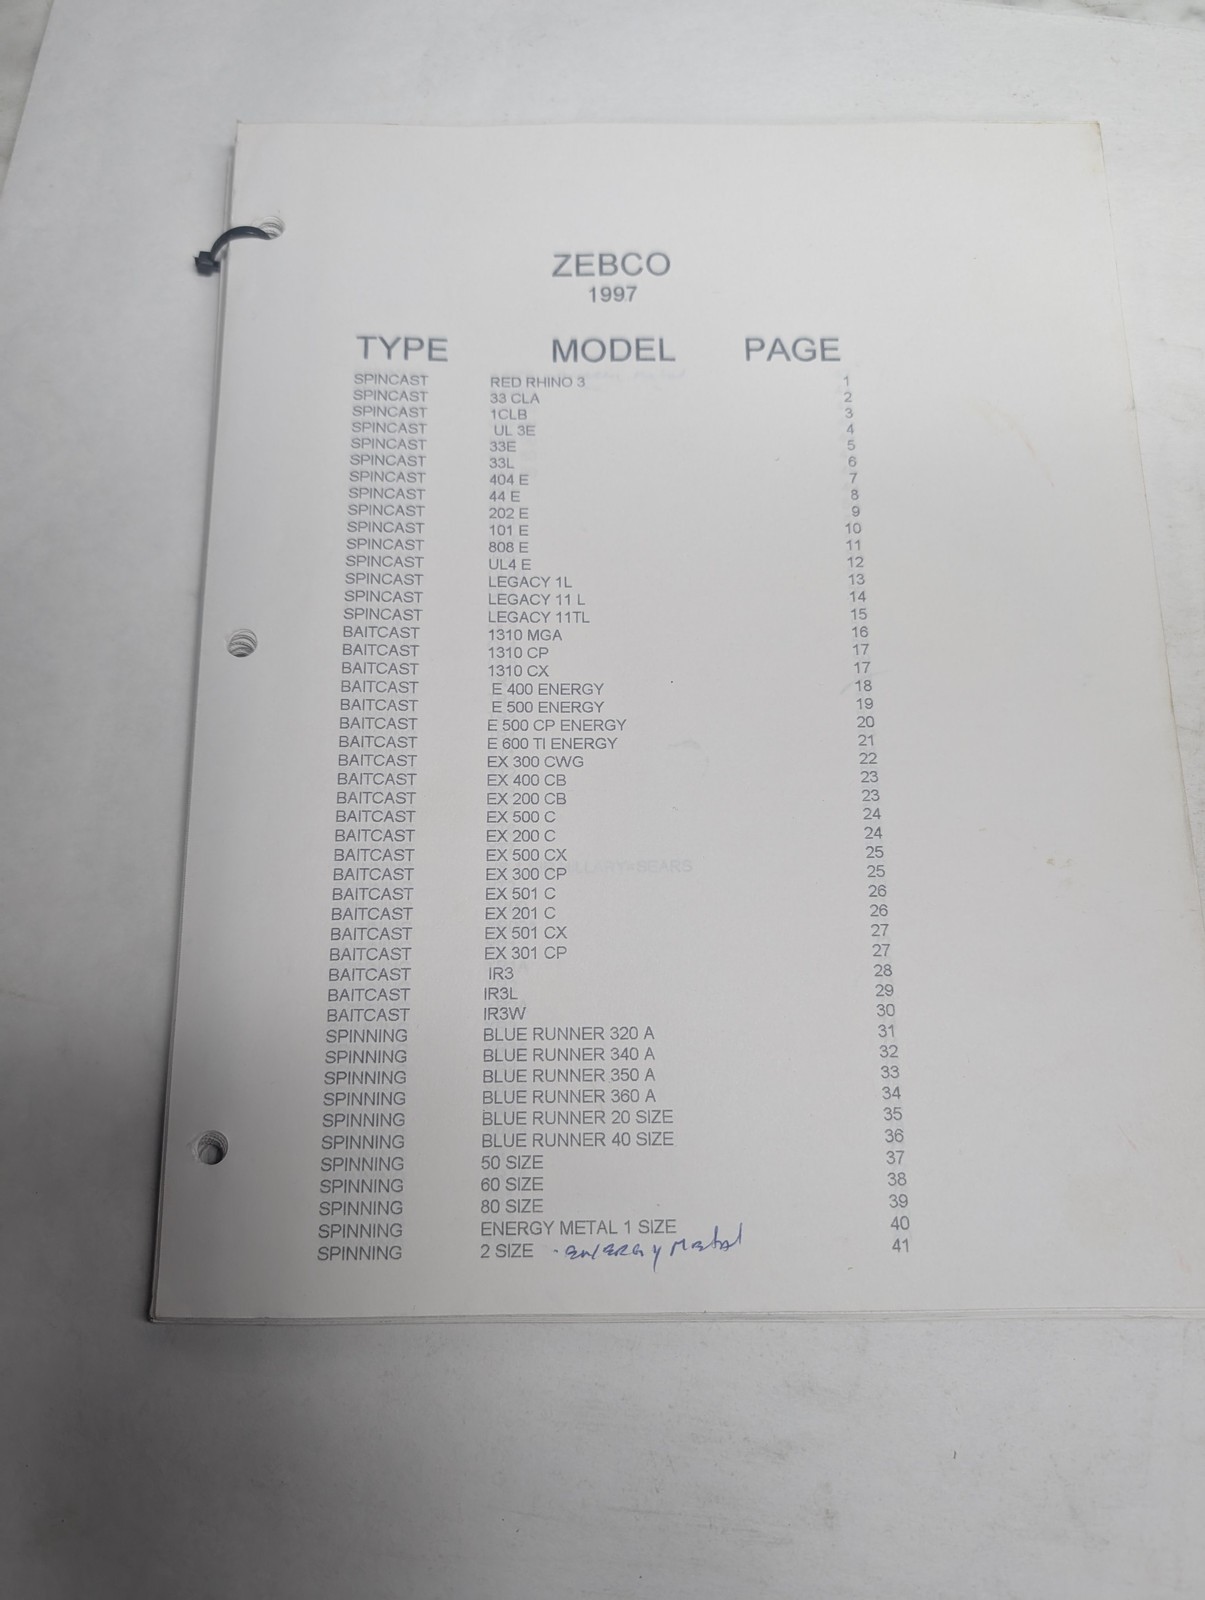 ZEBCO
1997
TYPE MODEL PAGE
SPINCAST RED RHINO 3 1
SPINCAST 33 CLA 2
SPINCAST 1CLB 3
SPINCAST UL 3E 4
SPINCAST 33E 5
SPINCAST 33L 6
SPINCAST 404 E 7
SPINCAST 44 E 8
SPINCAST 202 E 9
SPINCAST 101 E 10
SPINCAST 808 E 11
SPINCAST UL4 E 12
SPINCAST LEGACY 1L 13
SPINCAST LEGACY 11 L 14
SPINCAST LEGACY 11TL 15
BAITCAST 1310 MGA 16
BAITCAST 1310 CP 17
BAITCAST 1310 CX 17
BAITCAST E 400 ENERGY 18
BAITCAST E 500 ENERGY 19
BAITCAST E 500 CP ENERGY 20
BAITCAST E 600 TI ENERGY 21
BAITCAST EX 300 CWG 22
BAITCAST EX 400 CB 23
BAITCAST EX 200 CB 23
BAITCAST EX 500 C 24
BAITCAST EX 200 C 24
BAITCAST EX 500 CX 25
BAITCAST EX 300 CP 25
BAITCAST EX 501 C 26
BAITCAST EX 201 C 26
BAITCAST EX 501 CX 27
BAITCAST EX 301 CP 27
BAITCAST IR3 28
BAITCAST IR3L 29
BAITCAST IR3W 30
SPINNING BLUE RUNNER 320 A 31
SPINNING BLUE RUNNER 340 A 32
SPINNING BLUE RUNNER 350 A 33
SPINNING BLUE RUNNER 360 A 34
SPINNING BLUE RUNNER 20 SIZE 35
SPINNING BLUE RUNNER 40 SIZE 36
SPINNING 50 SIZE 37
SPINNING 60 SIZE 38
SPINNING 80 SIZE 39
SPINNING ENERGY METAL 1 SIZE 40
SPINNING 2 SIZE - ENERGY Metal 41